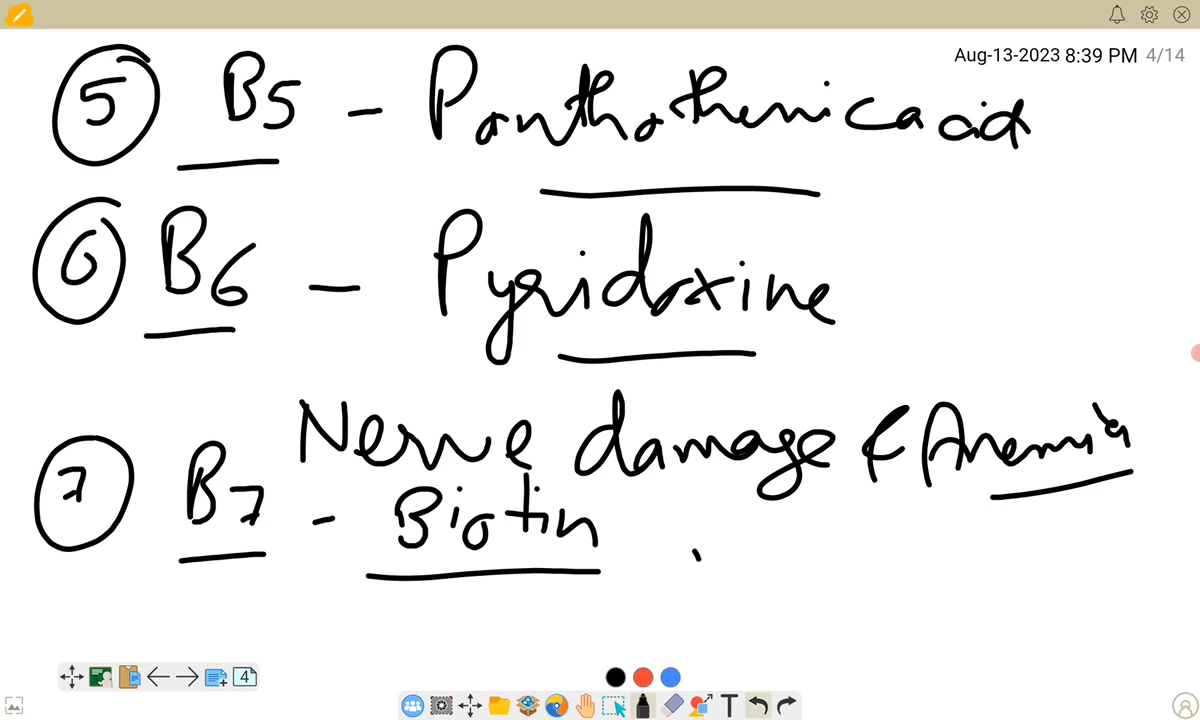 Aug-13-2023 8:39 PM 4/14
5 B5 - Panthothenic acid
6 B6 - Pyridoxine
Nerve damage & Anemia
7 B7 - Biotin
4
T